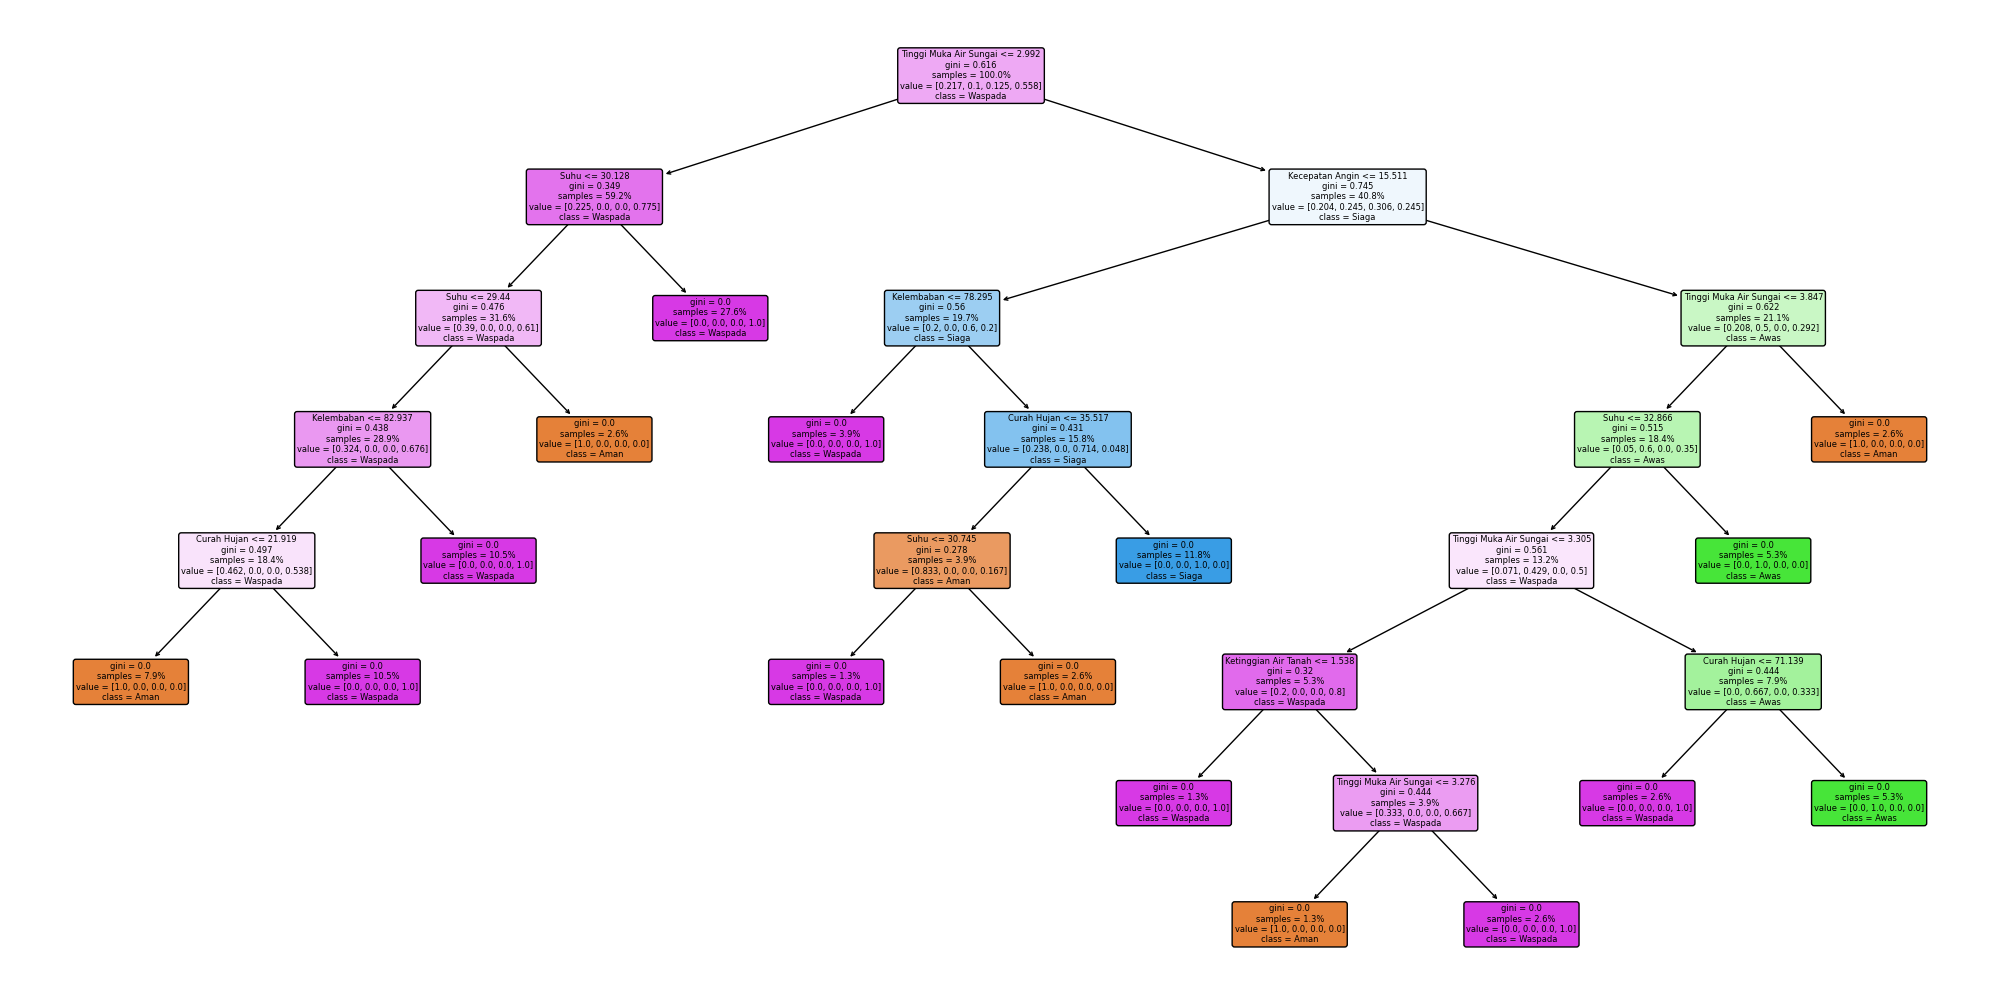 Tinggi Muka Air Sungai <= 2.992
gini = 0.616
samples = 100.0%
value = [0.217, 0.1, 0.125, 0.558]
class = Waspada
Suhu <= 30.128
gini = 0.349
samples = 59.2%
value = [0.225, 0.0, 0.0, 0.775]
class = Waspada
Kecepatan Angin <= 15.511
gini = 0.745
samples = 40.8%
value = [0.204, 0.245, 0.306, 0.245]
class = Siaga
Suhu <= 29.44
gini = 0.476
samples = 31.6%
value = [0.39, 0.0, 0.0, 0.61]
class = Waspada
gini = 0.0
samples = 27.6%
value = [0.0, 0.0, 0.0, 1.0]
class = Waspada
Kelembaban <= 78.295
gini = 0.56
samples = 19.7%
value = [0.2, 0.0, 0.6, 0.2]
class = Siaga
Tinggi Muka Air Sungai <= 3.847
gini = 0.622
samples = 21.1%
value = [0.208, 0.5, 0.0, 0.292]
class = Awas
Kelembaban <= 82.937
gini = 0.438
samples = 28.9%
value = [0.324, 0.0, 0.0, 0.676]
class = Waspada
gini = 0.0
samples = 2.6%
value = [1.0, 0.0, 0.0, 0.0]
class = Aman
gini = 0.0
samples = 3.9%
value = [0.0, 0.0, 0.0, 1.0]
class = Waspada
Curah Hujan <= 35.517
gini = 0.431
samples = 15.8%
value = [0.238, 0.0, 0.714, 0.048]
class = Siaga
Suhu <= 32.866
gini = 0.515
samples = 18.4%
value = [0.05, 0.6, 0.0, 0.35]
class = Awas
gini = 0.0
samples = 2.6%
value = [1.0, 0.0, 0.0, 0.0]
class = Aman
Curah Hujan <= 21.919
gini = 0.497
samples = 18.4%
value = [0.462, 0.0, 0.0, 0.538]
class = Waspada
gini = 0.0
samples = 10.5%
value = [0.0, 0.0, 0.0, 1.0]
class = Waspada
Suhu <= 30.745
gini = 0.278
samples = 3.9%
value = [0.833, 0.0, 0.0, 0.167]
class = Aman
gini = 0.0
samples = 11.8%
value = [0.0, 0.0, 1.0, 0.0]
class = Siaga
Tinggi Muka Air Sungai <= 3.305
gini = 0.561
samples = 13.2%
value = [0.071, 0.429, 0.0, 0.5]
class = Waspada
gini = 0.0
samples = 5.3%
value = [0.0, 1.0, 0.0, 0.0]
class = Awas
gini = 0.0
samples = 7.9%
value = [1.0, 0.0, 0.0, 0.0]
class = Aman
gini = 0.0
samples = 10.5%
value = [0.0, 0.0, 0.0, 1.0]
class = Waspada
gini = 0.0
samples = 1.3%
value = [0.0, 0.0, 0.0, 1.0]
class = Waspada
gini = 0.0
samples = 2.6%
value = [1.0, 0.0, 0.0, 0.0]
class = Aman
Ketinggian Air Tanah <= 1.538
gini = 0.32
samples = 5.3%
value = [0.2, 0.0, 0.0, 0.8]
class = Waspada
Curah Hujan <= 71.139
gini = 0.444
samples = 7.9%
value = [0.0, 0.667, 0.0, 0.333]
class = Awas
gini = 0.0
samples = 1.3%
value = [0.0, 0.0, 0.0, 1.0]
class = Waspada
Tinggi Muka Air Sungai <= 3.276
gini = 0.444
samples = 3.9%
value = [0.333, 0.0, 0.0, 0.667]
class = Waspada
gini = 0.0
samples = 2.6%
value = [0.0, 0.0, 0.0, 1.0]
class = Waspada
gini = 0.0
samples = 5.3%
value = [0.0, 1.0, 0.0, 0.0]
class = Awas
gini = 0.0
samples = 1.3%
value = [1.0, 0.0, 0.0, 0.0]
class = Aman
gini = 0.0
samples = 2.6%
value = [0.0, 0.0, 0.0, 1.0]
class = Waspada